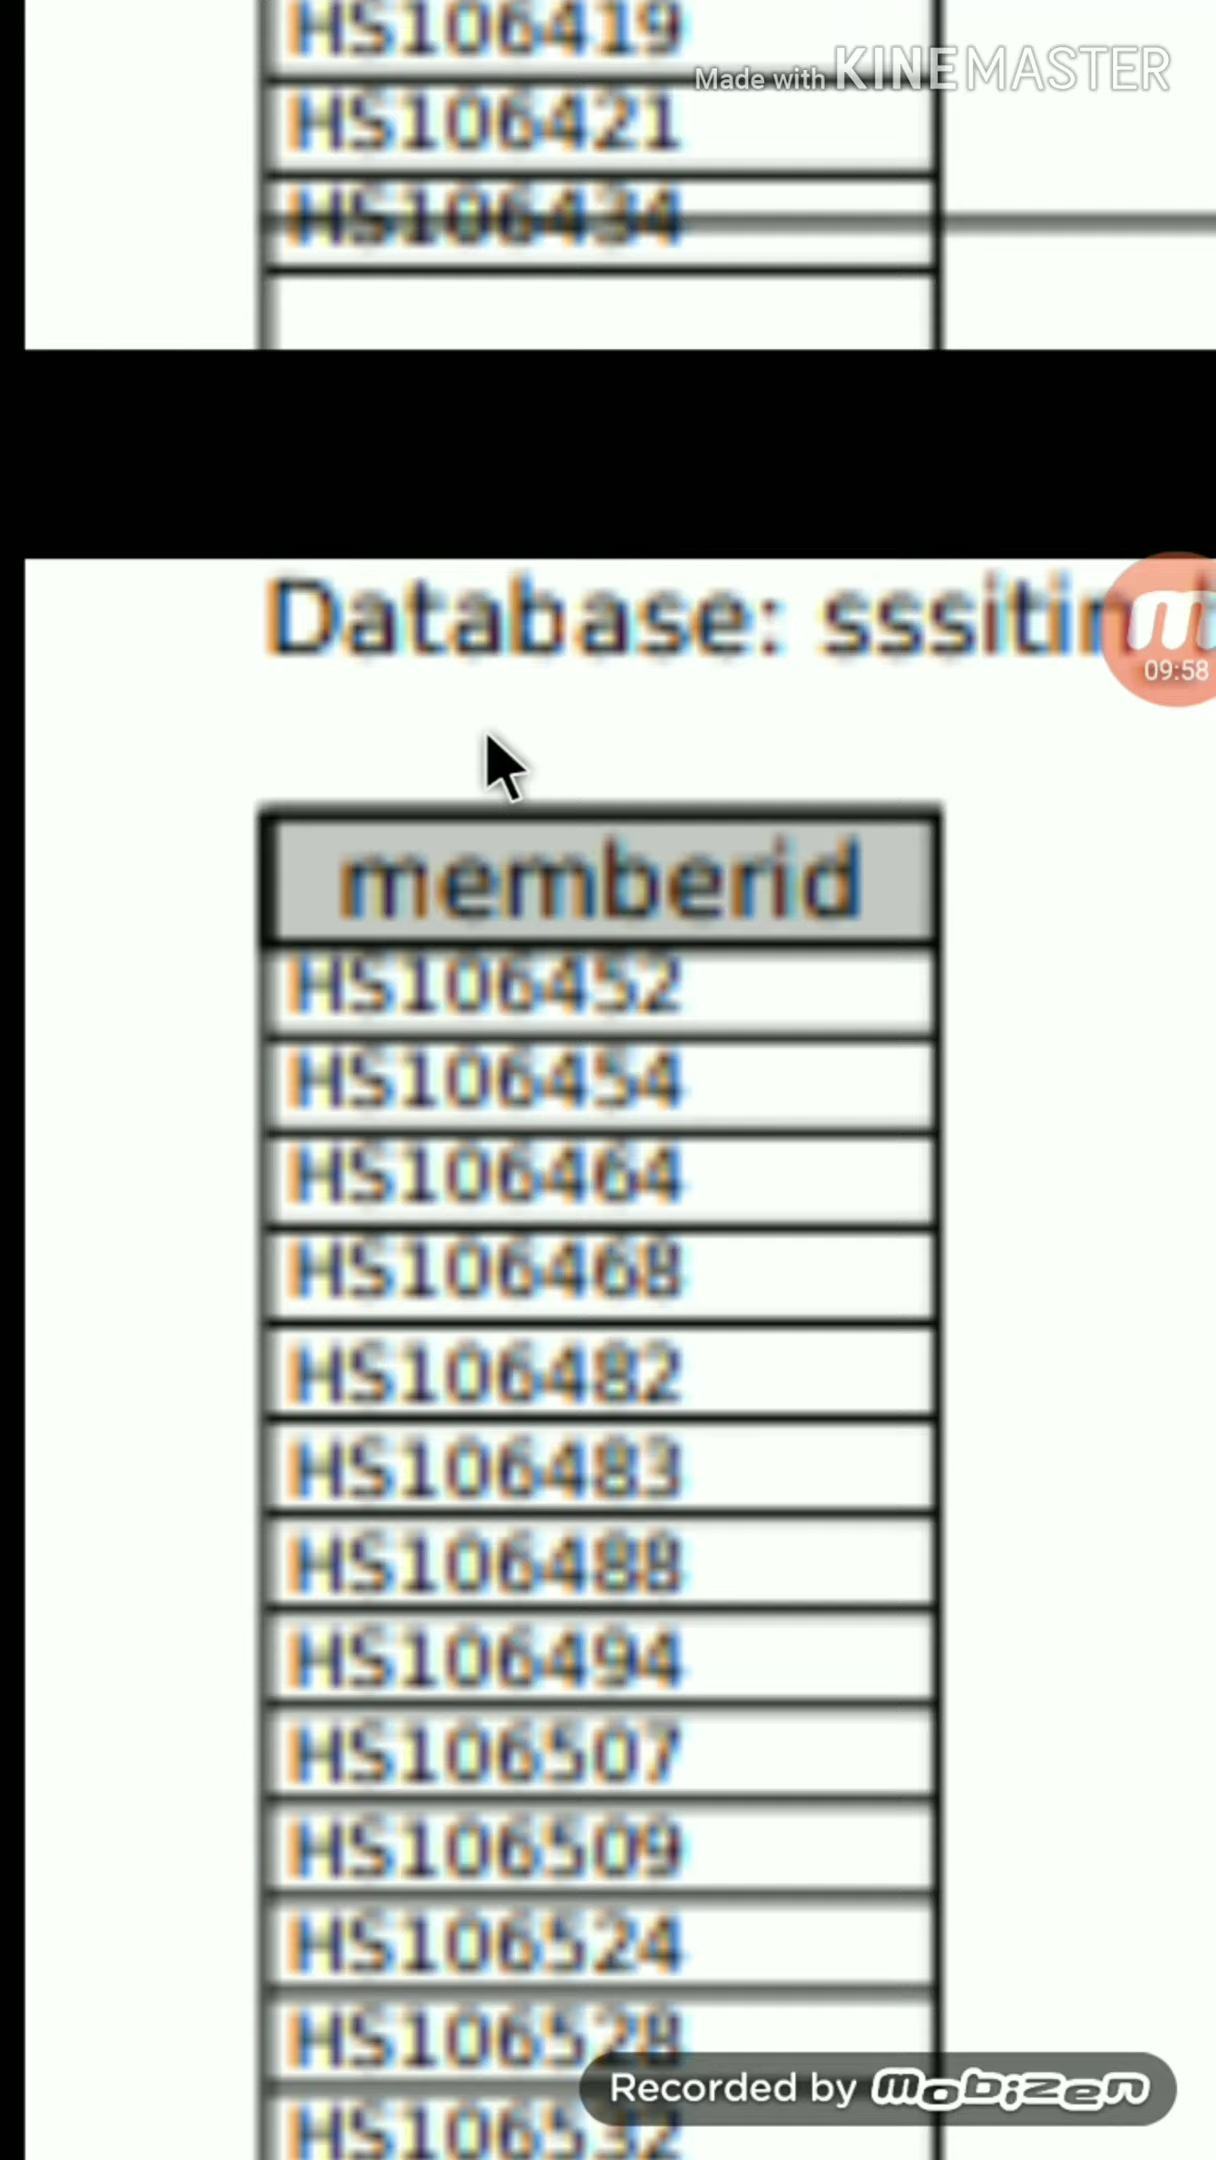 HS106419
Made with KINEMASTER
HS106421
HS106434
Database:
09:58
memberid
HS106452
HS106454
HS106464
HS106468
HS106482
HS106483
HS106488
HS106494
HS106507
HS106509
HS106524
HS106528
Recorded by mobizen
HS106532